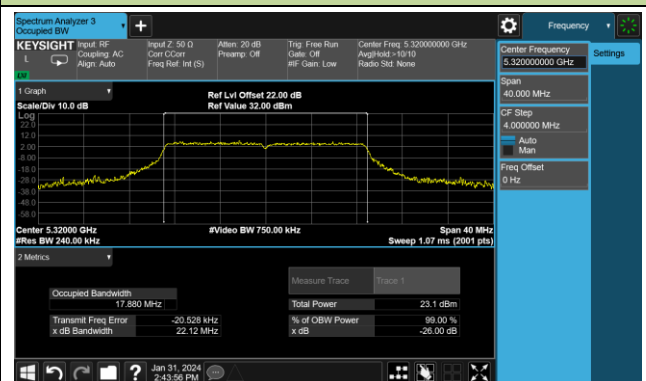 Spectrum Analyzer 3
Occupied BW
Frequency
KEYSIGHT Input: RF Input Z: 50 Ω Atten: 20 dB Trig: Free Run Center Freq: 5.320000000 GHz
L Coupling: AC Corr CCorr Preamp: Off Gate: Off Avg|Hold:>10/10
Align: Auto Freq Ref: Int (S) #IF Gain: Low Radio Std: None
Center Frequency
5.320000000 GHz
Settings
Span
40.000 MHz
CF Step
4.000000 MHz
Auto
Man
Freq Offset
0 Hz
1 Graph
Ref Lvl Offset 22.00 dB
Scale/Div 10.0 dB Ref Value 32.00 dBm
Log
22.0
12.0
2.00
-8.00
-18.0
-28.0
-38.0
-48.0
-58.0
Center 5.32000 GHz #Video BW 750.00 kHz Span 40 MHz
#Res BW 240.00 kHz Sweep 1.07 ms (2001 pts)
2 Metrics
Measure Trace Trace 1
Occupied Bandwidth
17.880 MHz Total Power 23.1 dBm
Transmit Freq Error -20.528 kHz % of OBW Power 99.00 %
x dB Bandwidth 22.12 MHz x dB -26.00 dB
Jan 31, 2024
2:43:56 PM